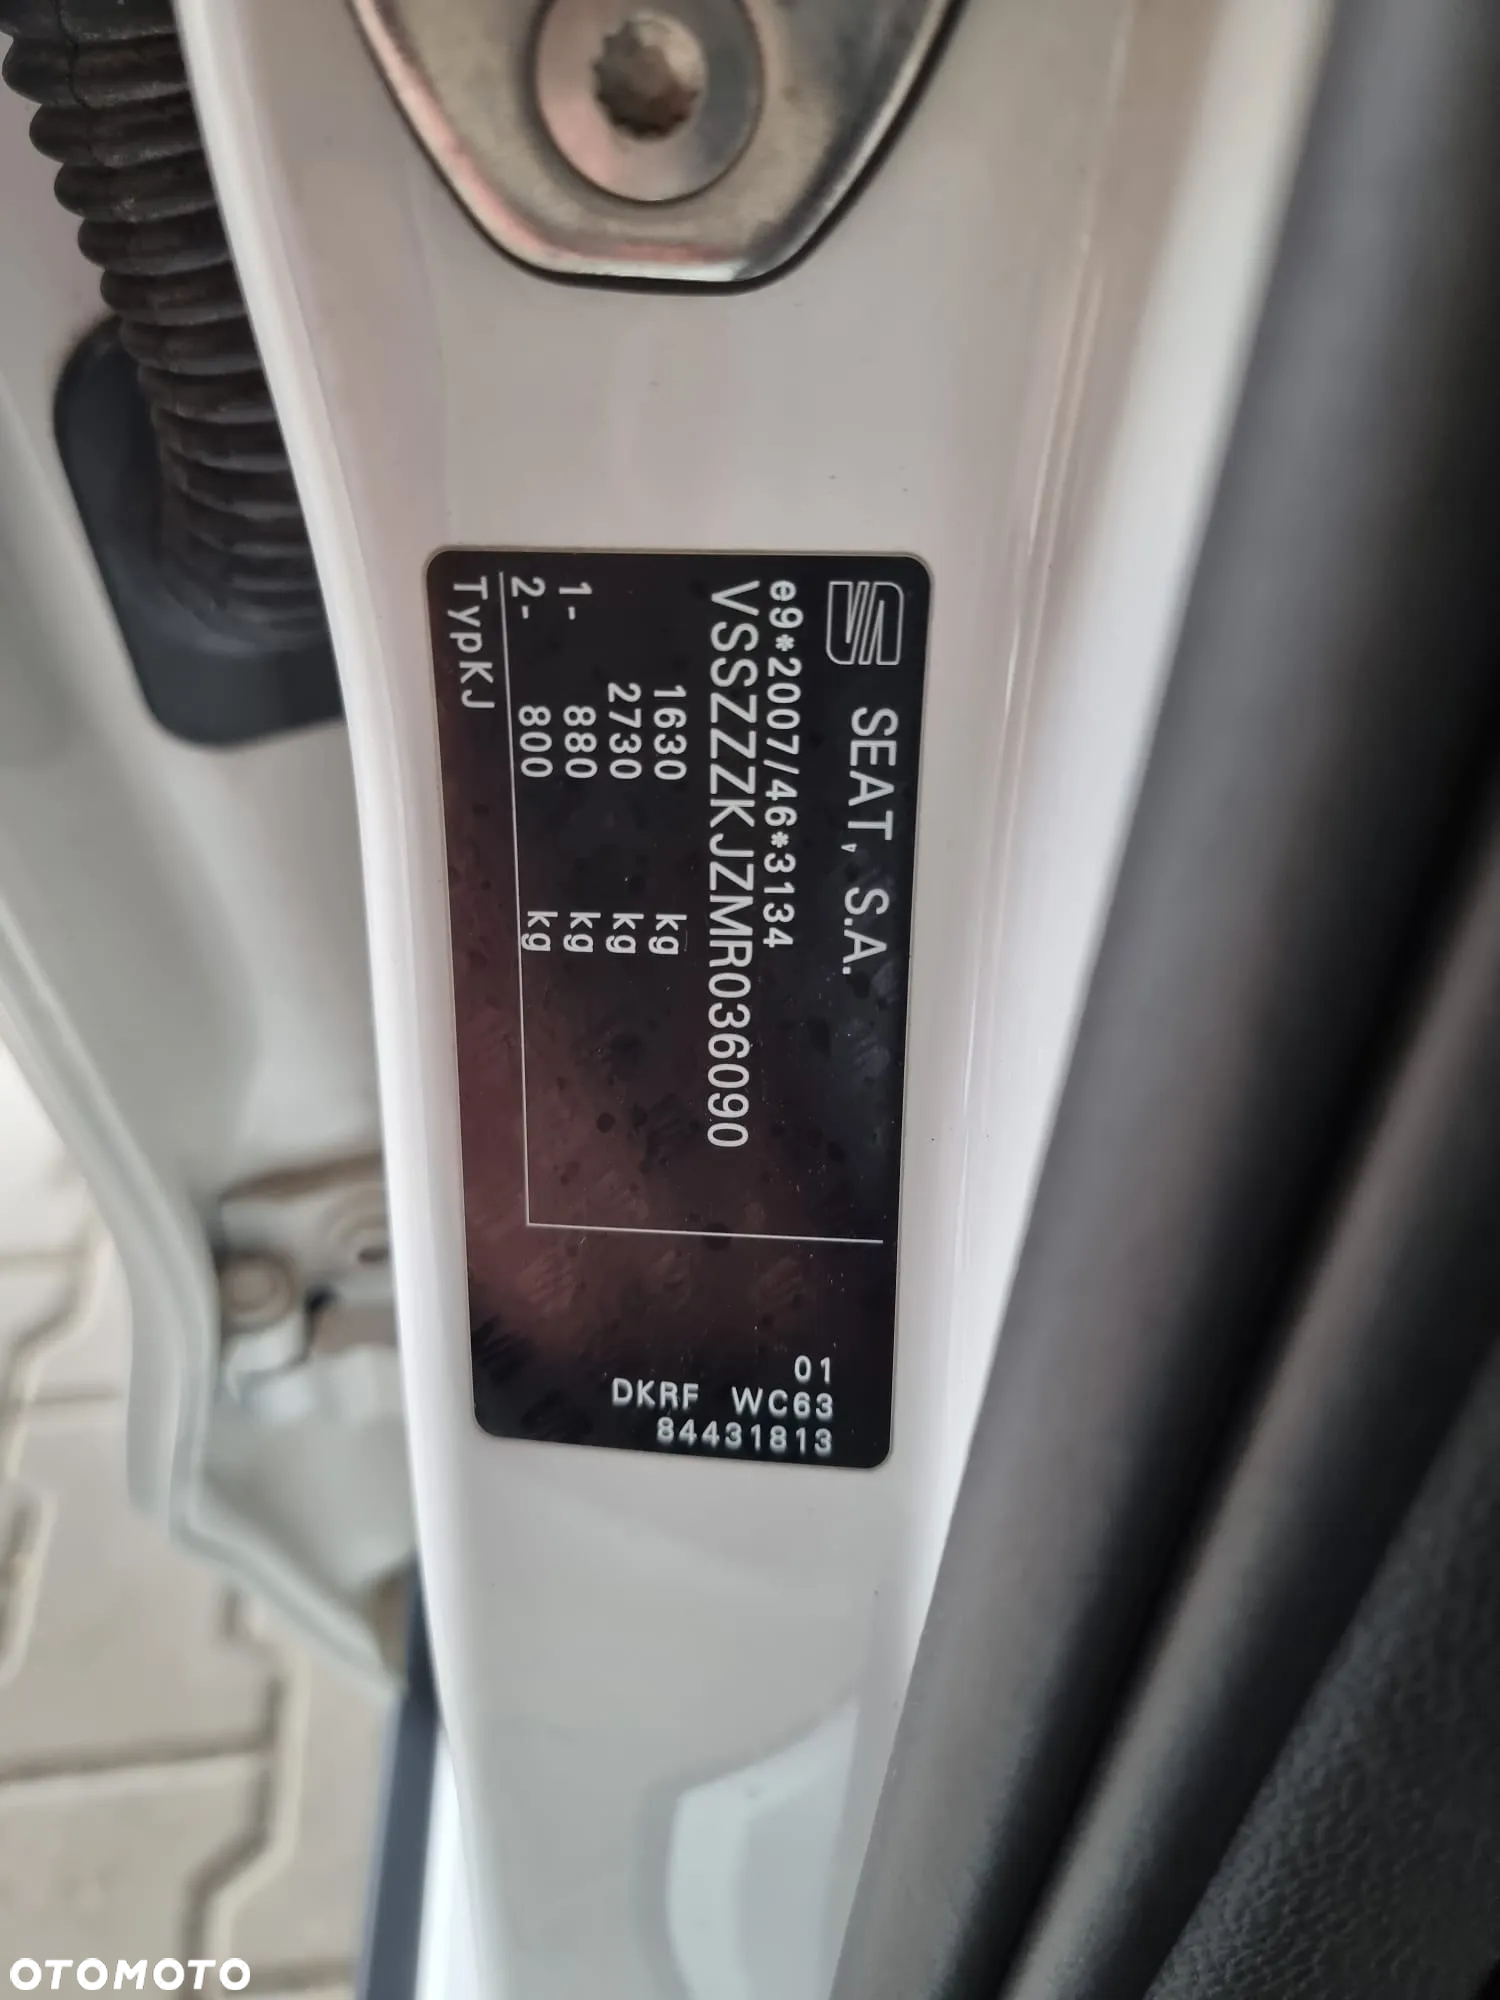 SEAT, S.A.
e9*2007/46*3134
VSSZZZKJZMR036090
1630 kg
2730 kg
1- 880 kg
2- 800 kg
TypKJ
01
DKRF WC63
84431813
OTOMOTO